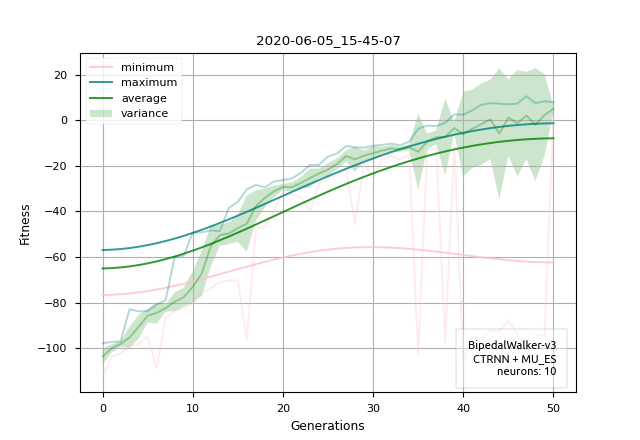 2020-06-05_15-45-07
minimum
maximum
average
variance
Fitness
20
0
−20
−40
−60
−80
−100
BipedalWalker-v3
CTRNN + MU_ES
neurons: 10
0 10 20 30 40 50
Generations